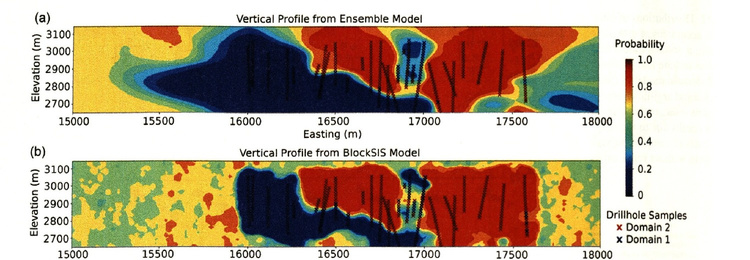 (a)
Vertical Profile from Ensemble Model
Elevation (m)
3100
3000
2900
2800
2700
15000 15500 16000 16500 17000 17500 18000
Easting (m)
Probability
1.0
0.8
0.6
0.4
0.2
0
(b)
Vertical Profile from BlockSIS Model
Elevation (m)
3100
3000
2900
2800
2700
15000 15500 16000 16500 17000 17500 18000
Drillhole Samples
x Domain 2
x Domain 1